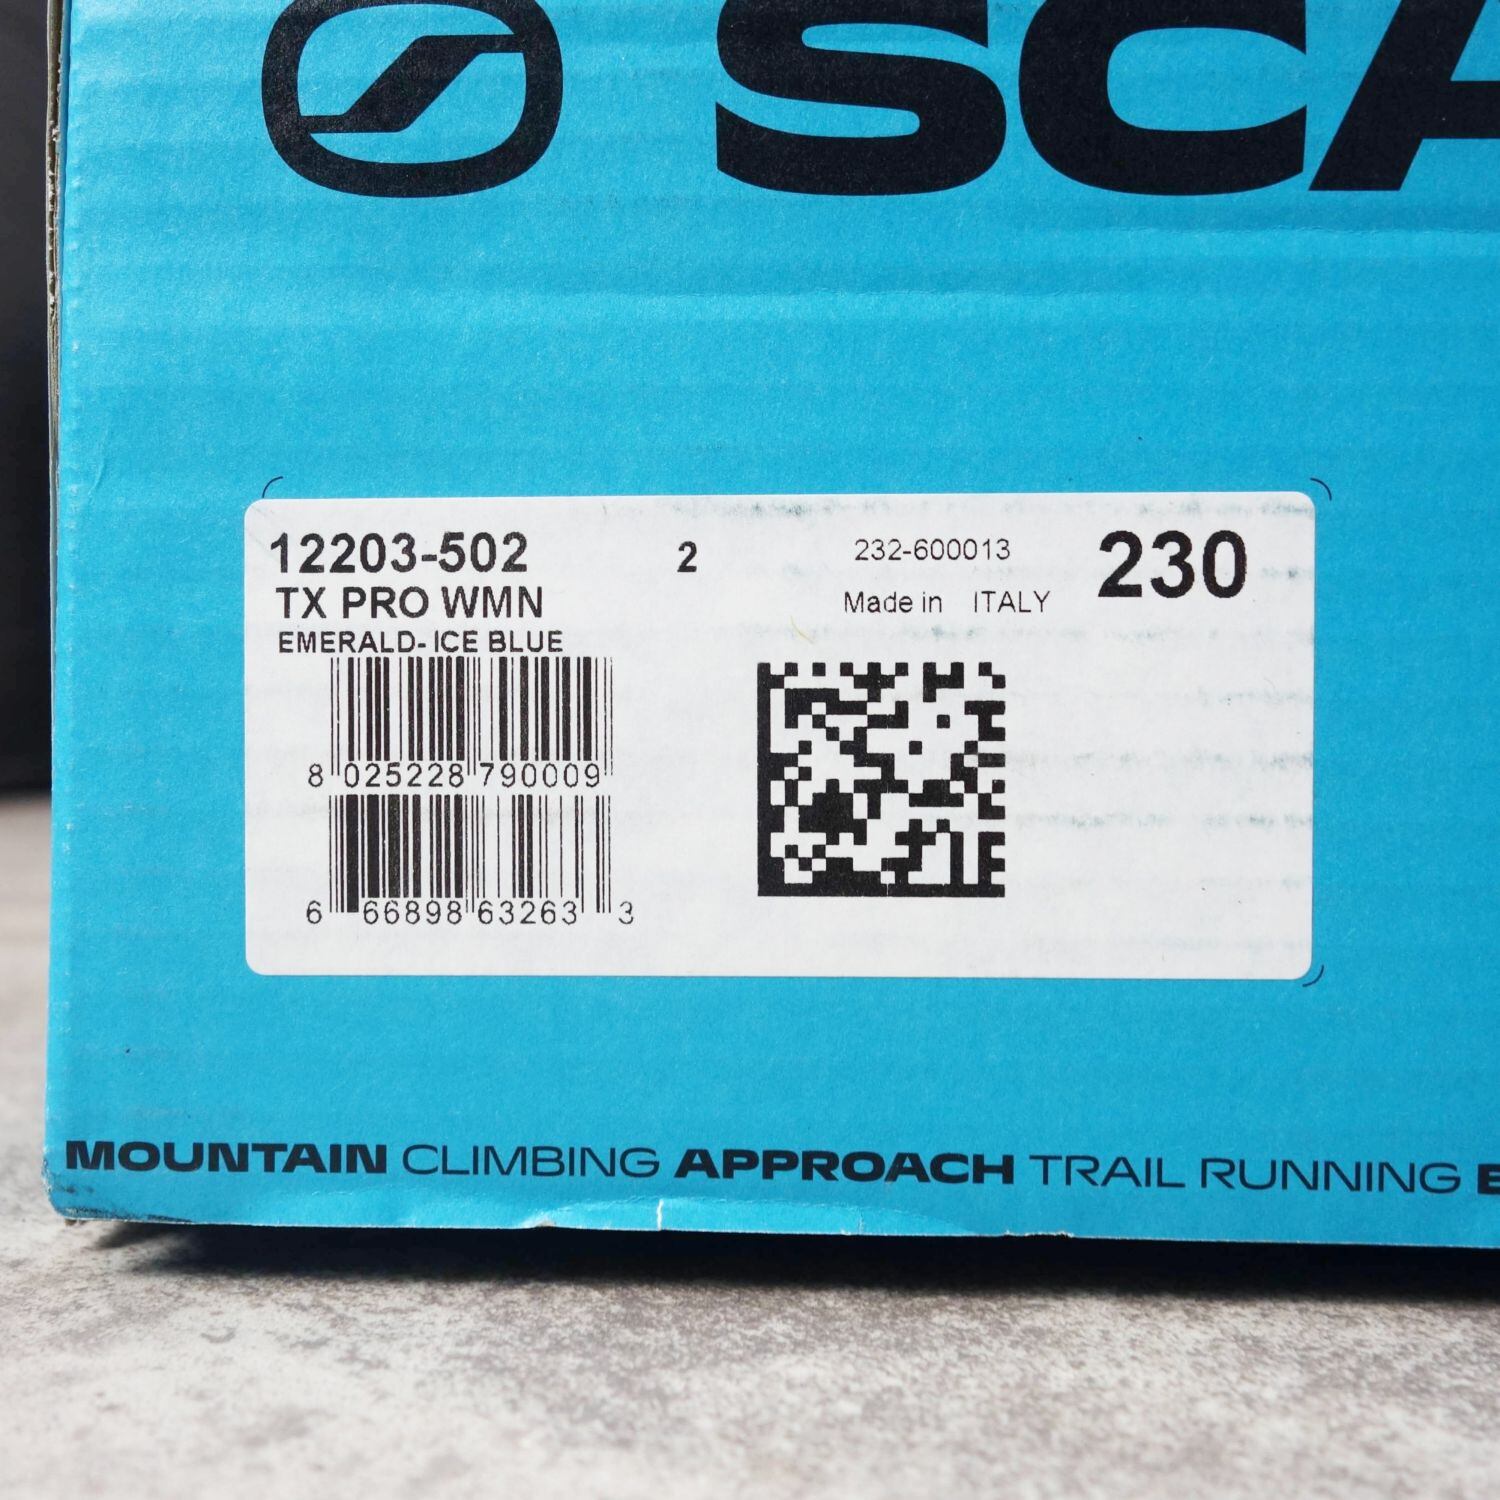 SCA
12203-502 2 232-600013 230
TX PRO WMN Made in ITALY
EMERALD- ICE BLUE
8 025228 790009
6 66898 63263 3
MOUNTAIN CLIMBING APPROACH TRAIL RUNNING